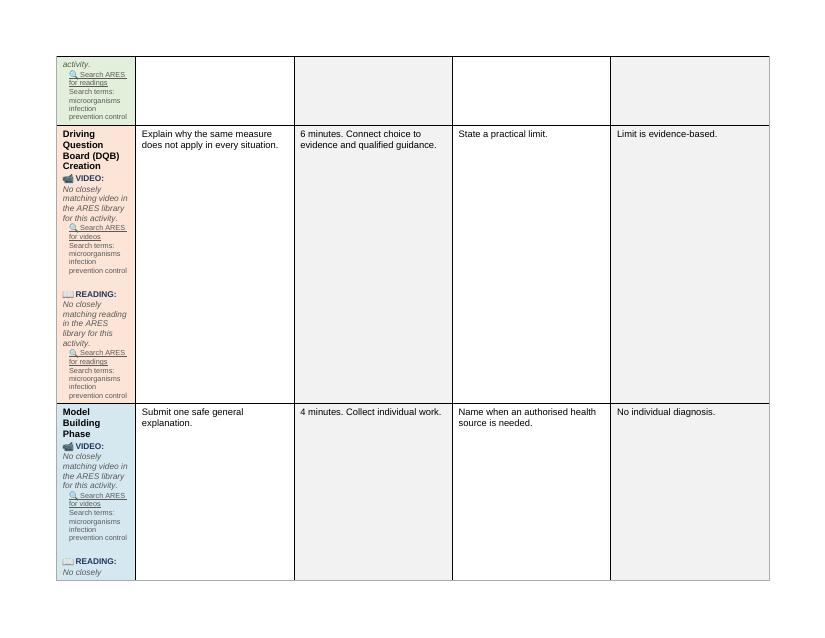 activity.
🔍 Search ARES
for readings
Search terms:
microorganisms
infection
prevention control
Driving
Question
Board (DQB)
Creation
📹 VIDEO:
No closely
matching video in
the ARES library
for this activity.
🔍 Search ARES
for videos
Search terms:
microorganisms
infection
prevention control
📖 READING:
No closely
matching reading
in the ARES
library for this
activity.
🔍 Search ARES
for readings
Search terms:
microorganisms
infection
prevention control
Explain why the same measure
does not apply in every situation.
6 minutes. Connect choice to
evidence and qualified guidance.
State a practical limit.
Limit is evidence-based.
Model
Building
Phase
📹 VIDEO:
No closely
matching video in
the ARES library
for this activity.
🔍 Search ARES
for videos
Search terms:
microorganisms
infection
prevention control
📖 READING:
No closely
Submit one safe general
explanation.
4 minutes. Collect individual work.
Name when an authorised health
source is needed.
No individual diagnosis.